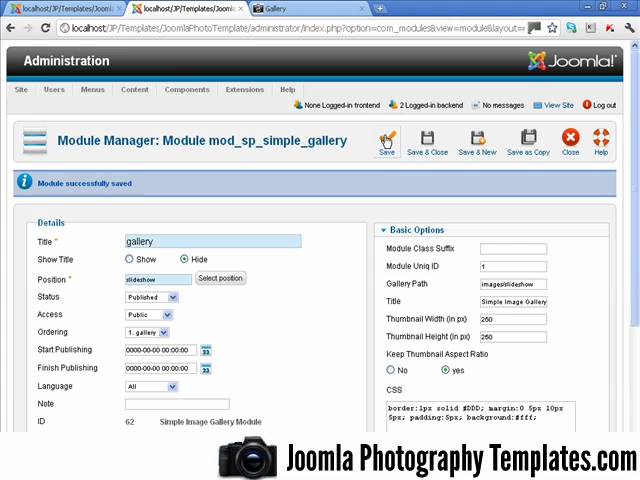 localhost/JP/Templates/Jooml
localhost/JP/Templates/Jooml
Gallery
localhost/JP/Templates/JoomlaPhotoTemplate/administrator/index.php?option=com_modules&view=module&layout=
Administration
Joomla!
Site Users Menus Content Components Extensions Help
None Logged-in frontend 2 Logged-in backend No messages View Site Log out
Module Manager: Module mod_sp_simple_gallery
Save Save & Close Save & New Save as Copy Close Help
Module successfully saved
Details
Title * gallery
Show Title Show Hide
Position * slideshow Select position
Status Published
Access Public
Ordering 1. gallery
Start Publishing 0000-00-00 00:00:00 23
Finish Publishing 0000-00-00 00:00:00 23
Language All
Note
ID 62 Simple Image Gallery Module
Basic Options
Module Class Suffix
Module Uniq ID 1
Gallery Path images/slideshow
Title Simple Image Gallery
Thumbnail Width (in px) 250
Thumbnail Height (in px) 250
Keep Thumbnail Aspect Ratio
No yes
CSS
border:1px solid #DDD; margin:0 5px 10px
5px; padding:5px; background:#fff;
Joomla Photography Templates.com